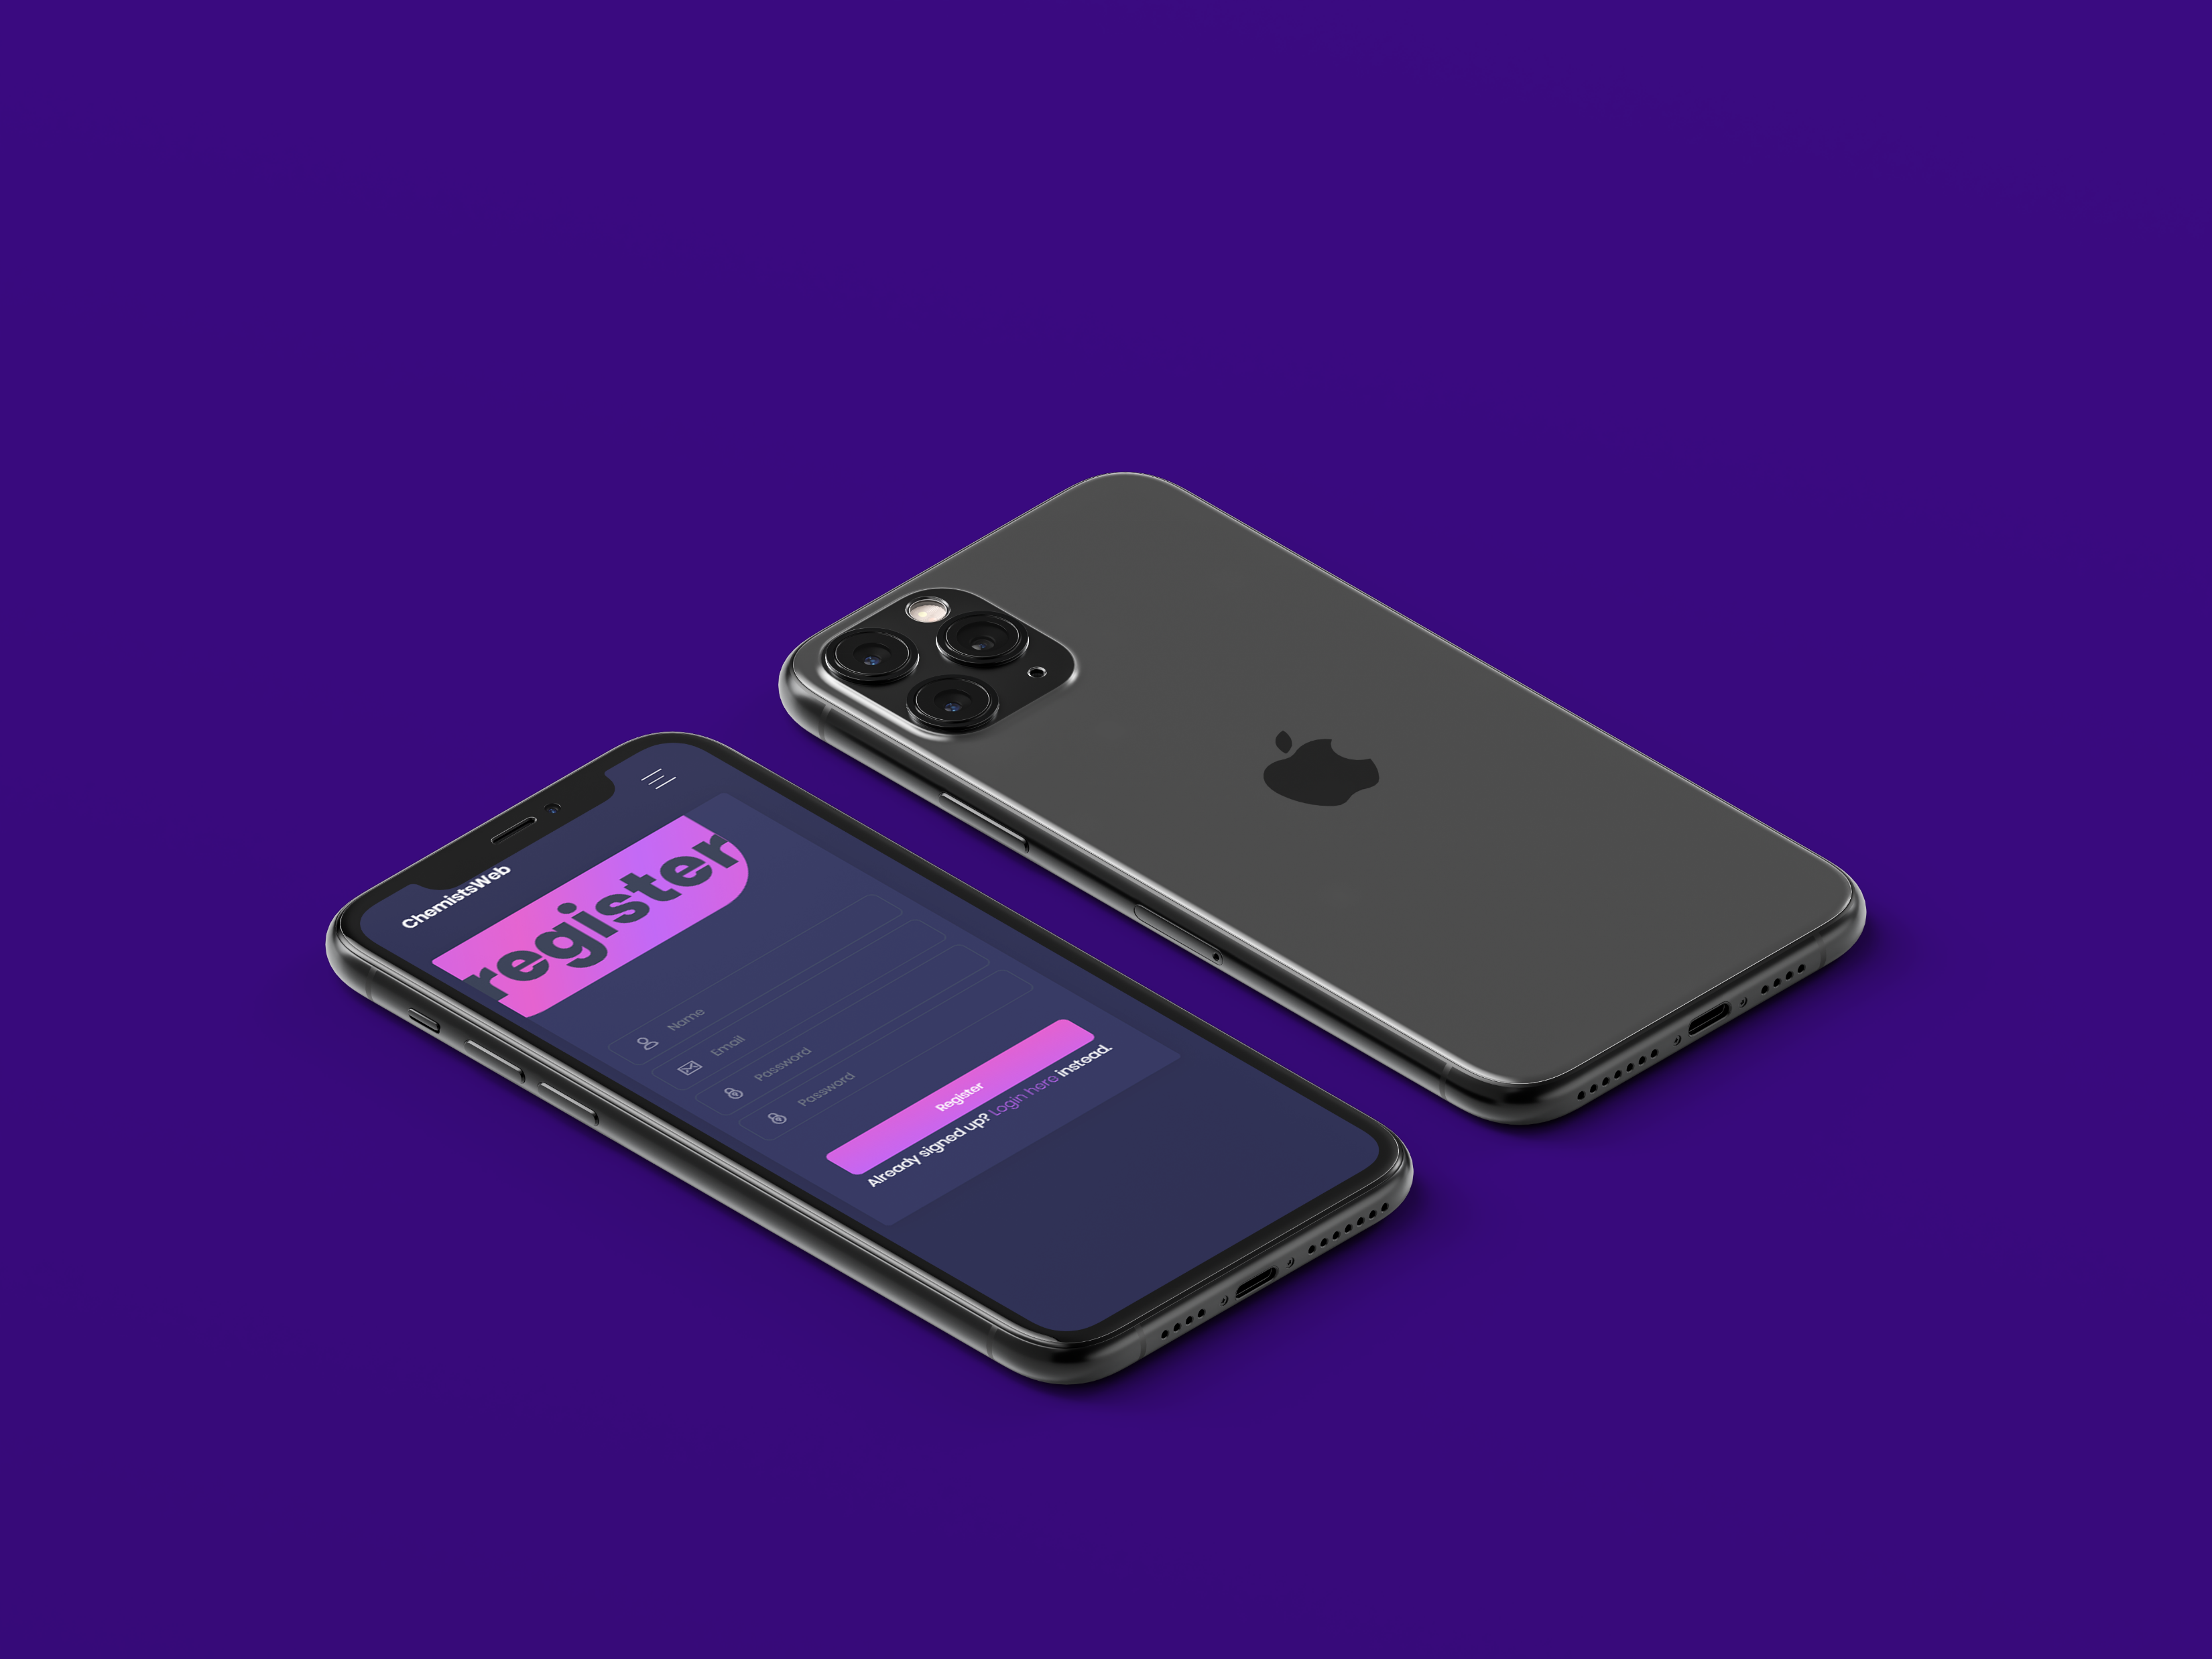 ChemistsWeb
register
Name
Email
Password
Password
Register
Already signed up? Login here instead.